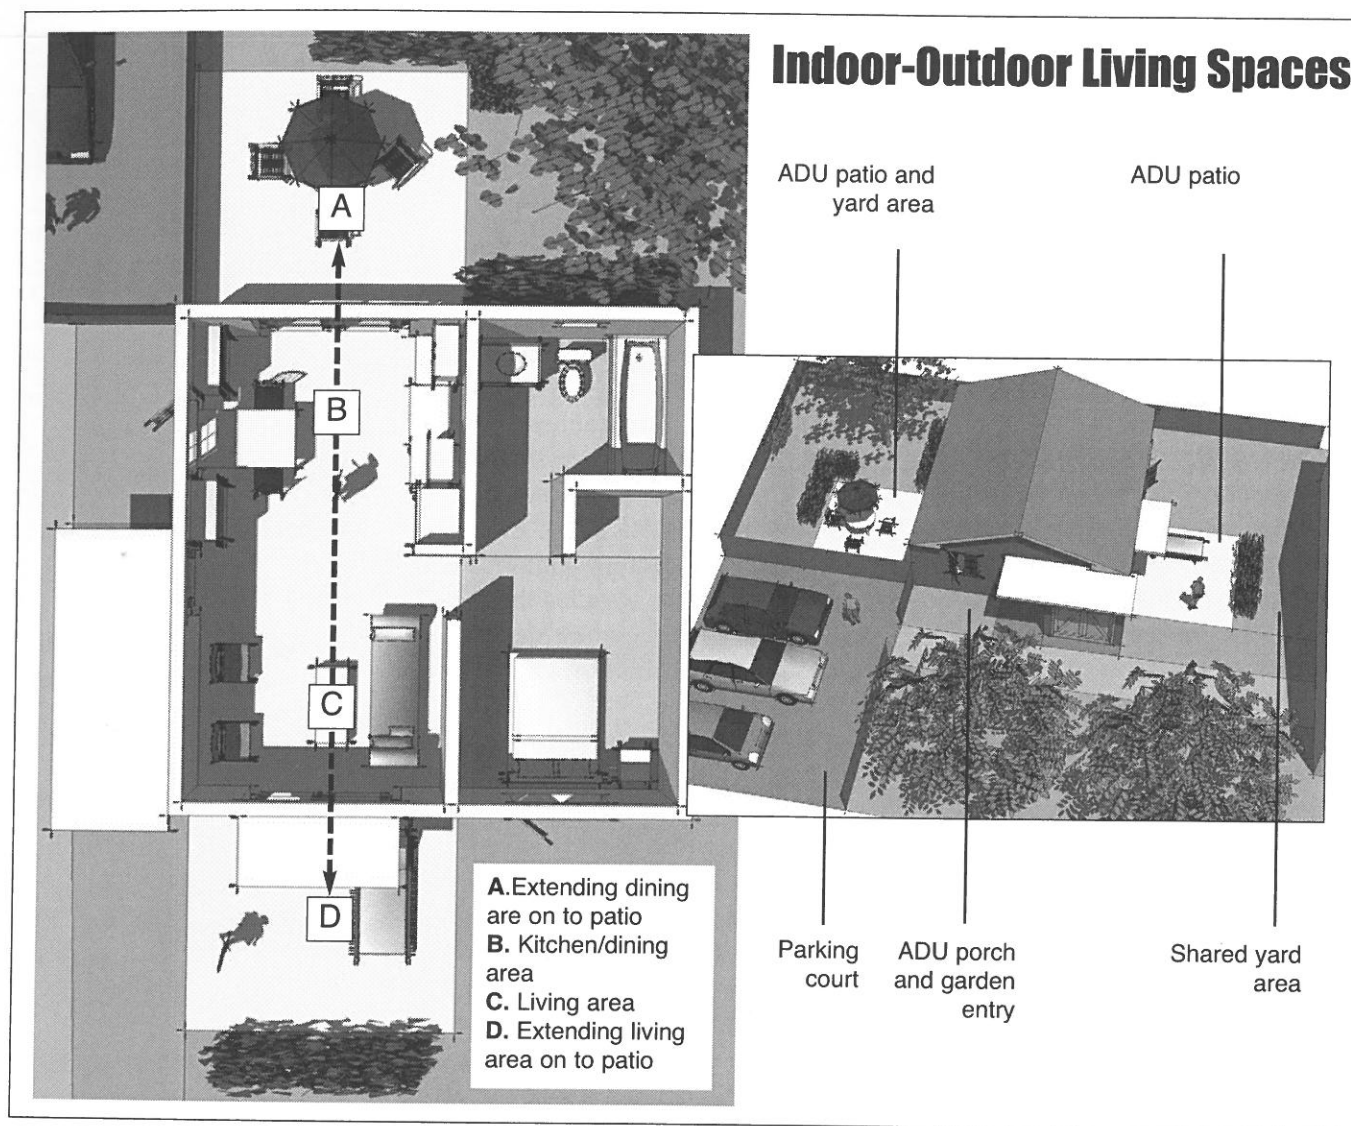 Indoor-Outdoor Living Spaces
ADU patio and
yard area
ADU patio
A
B
C
D
A.Extending dining
are on to patio
B. Kitchen/dining
area
C. Living area
D. Extending living
area on to patio
Parking
court
ADU porch
and garden
entry
Shared yard
area